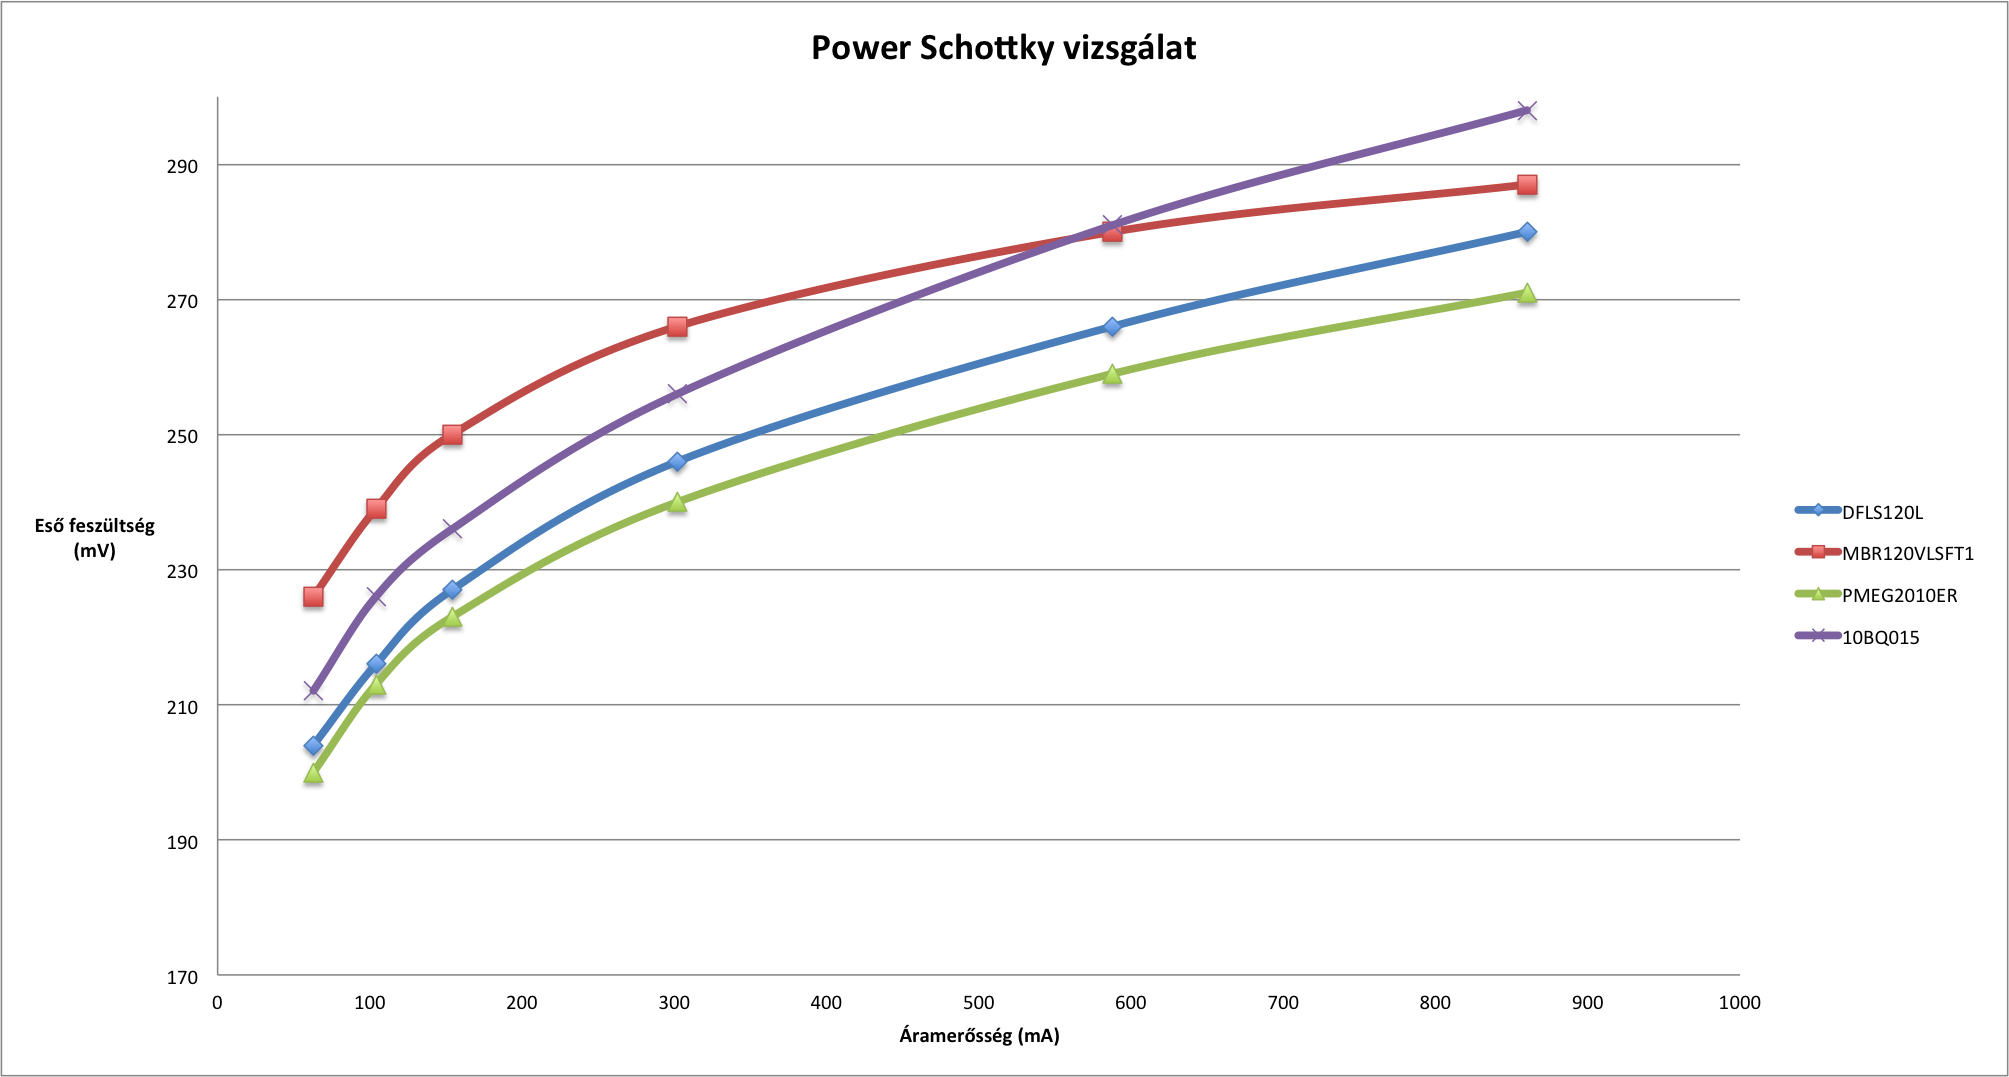 Power Schottky vizsgálat
290
270
250
230
210
190
170
Eső feszültség
(mV)
0 100 200 300 400 500 600 700 800 900 1000
Áramerősség (mA)
DFLS120L
MBR120VLSFT1
PMEG2010ER
10BQ015